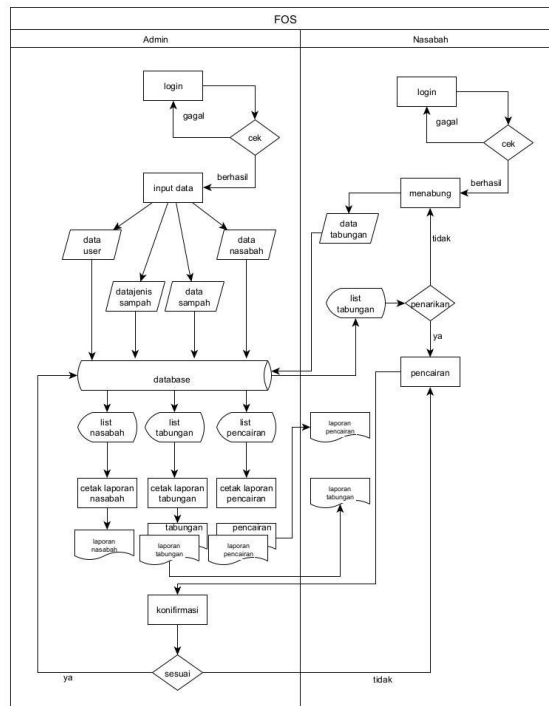 FOS
Admin
Nasabah
login
gagal
cek
berhasil
input data
data
user
datajenis
sampah
data
sampah
data
nasabah
database
list
nasabah
list
tabungan
list
pencairan
cetak laporan
nasabah
cetak laporan
tabungan
cetak laporan
pencairan
laporan
nasabah
tabungan
laporan
tabungan
pencairan
laporan
pencairan
konifirmasi
sesuai
ya
tidak
login
gagal
cek
berhasil
menabung
data
tabungan
tidak
list
tabungan
penarikan
ya
pencairan
laporan
pencairan
laporan
tabungan